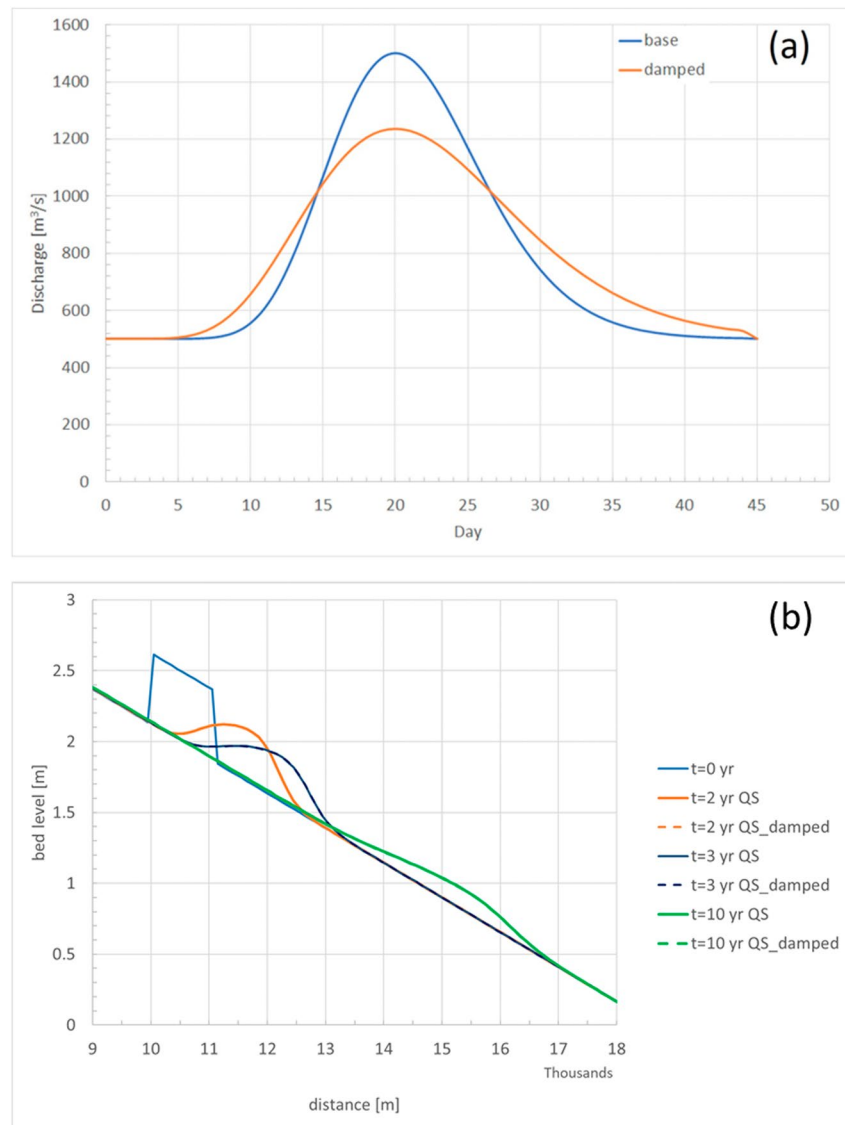 (a)
base
damped
1600
1400
1200
1000
800
600
400
200
0
Discharge [m³/s]
0 5 10 15 20 25 30 35 40 45 50
Day
(b)
3
2.5
2
1.5
1
0.5
0
bed level [m]
9 10 11 12 13 14 15 16 17 18
Thousands
distance [m]
t=0 yr
t=2 yr QS
t=2 yr QS_damped
t=3 yr QS
t=3 yr QS_damped
t=10 yr QS
t=10 yr QS_damped